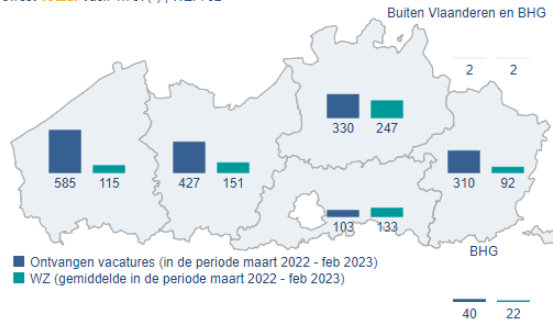 Buiten Vlaanderen en BHG
2 2
330 247
585 115
427 151
310 92
103 133
BHG
Ontvangen vacatures (in de periode maart 2022 - feb 2023)
WZ (gemiddelde in de periode maart 2022 - feb 2023)
40 22